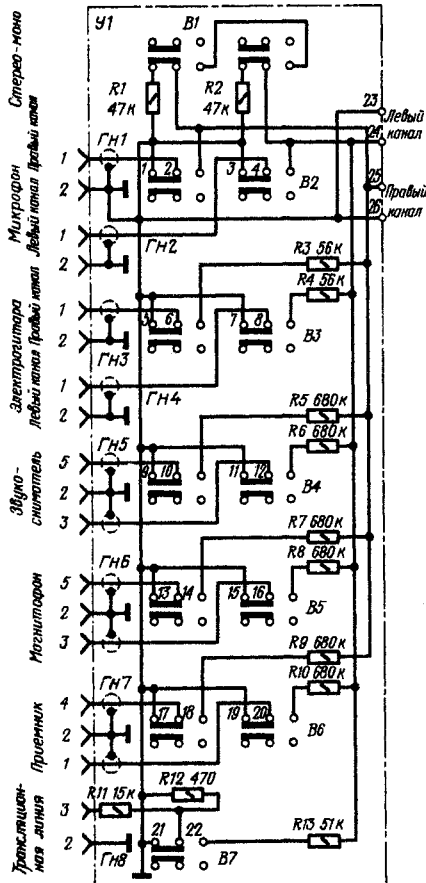 У1
В1
Стерео-моно
R1
47к
R2
47к
23
Левый
24
канал
25
Правый
26
канал
Гн1
1
2
1 2 3 4
В2
Микрофон
Левый канал Правый канал
1
2
Гн2
R3 56к
R4 56к
1
2
5 6 7 8
В3
Гн3
Гн4
Электрогитара
Левый канал Правый канал
1
2
R5 680к
R6 680к
Гн5
5
2
3
9 10 11 12
В4
Звуко-
сниматель
R7 680к
R8 680к
Гн6
5
2
3
13 14 15 16
В5
Магнитофон
R9 680к
R10 680к
Гн7
4
2
1
17 18 19 20
В6
Приемник
R12 470
R11 15к
3
2
21 22
R13 51к
Гн8
В7
Трансляцион-
ная линия